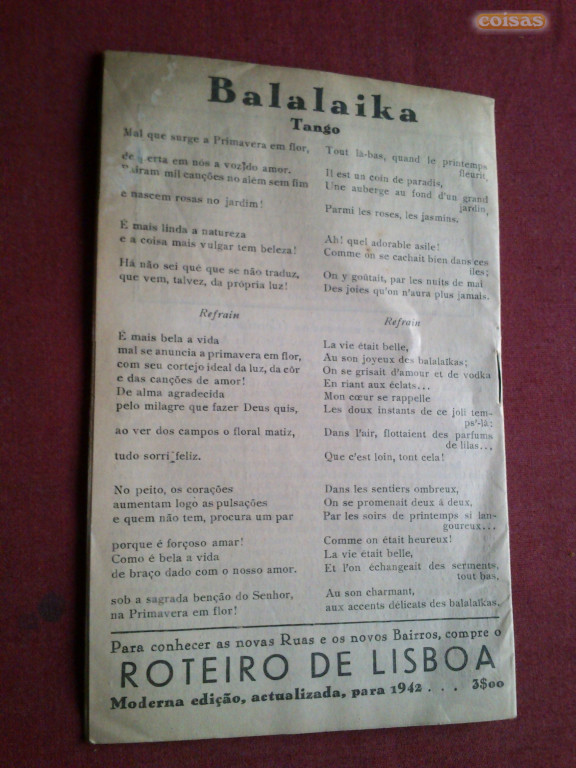 coisas
Balalaika
Tango
Mal que surge a Primavera em flor,
em nós a voz do amor.
mil canções no além sem fim
e nascem rosas no jardim!
É mais linda a natureza
e a coisa mais vulgar tem beleza!
Há não sei quê que se não traduz,
que vem, talvez, da própria luz!
Refrain
É mais bela a vida
mal se anuncia a primavera em flor,
com seu cortejo ideal da luz, da côr
e das canções de amor!
De alma agradecida
pelo milagre que fazer Deus quis,
ao ver dos campos o floral matiz,
tudo sorri feliz.
No peito, os corações
aumentam logo as pulsações
e quem não tem, procura um par
porque é forçoso amar!
Como é bela a vida
de braço dado com o nosso amor.
sob a sagrada benção do Senhor,
na Primavera em flor!
Tout là-bas, quand le printemps
fleurit,
Il est un coin de paradis,
Une auberge au fond d'un grand
jardin,
Parmi les roses, les jasmins.
Ah! quel adorable asile!
Comme on se cachait bien dans ces
îles;
On y goûtait, par les nuits de mai
Des joies qu'on n'aura plus jamais.
Refrain
La vie était belle,
Au son joyeux des balalaïkas;
On se grisait d'amour et de vodka
En riant aux éclats...
Mon cœur se rappelle
Les doux instants de ce joli tem-
ps-là;
Dans l'air, flottaient des parfums
de lilas...
Que c'est loin, tont cela!
Dans les sentiers ombreux,
On se promenait deux à deux,
Par les soirs de printemps si lan-
goureux...
Comme on était heureux!
La vie était belle,
Et l'on échangeait des serments,
tout bas,
Au son charmant,
aux accents délicats des balalaïkas.
Para conhecer as novas Ruas e os novos Bairros, compre o
ROTEIRO DE LISBOA
Moderna edição, actualizada, para 1942 . . . 3$00